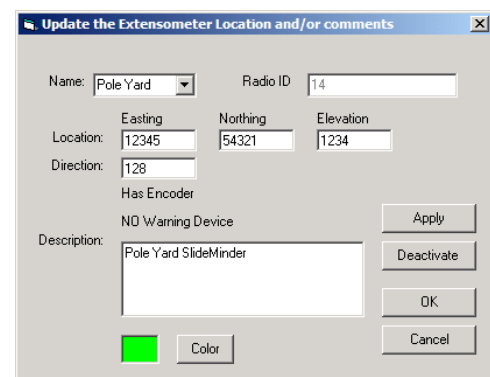 Update the Extensometer Location and/or comments
Name: Pole Yard Radio ID 14
Easting Northing Elevation
Location: 12345 54321 1234
Direction: 128
Has Encoder
NO Warning Device
Apply
Description:
Pole Yard SlideMinder
Deactivate
OK
Color
Cancel